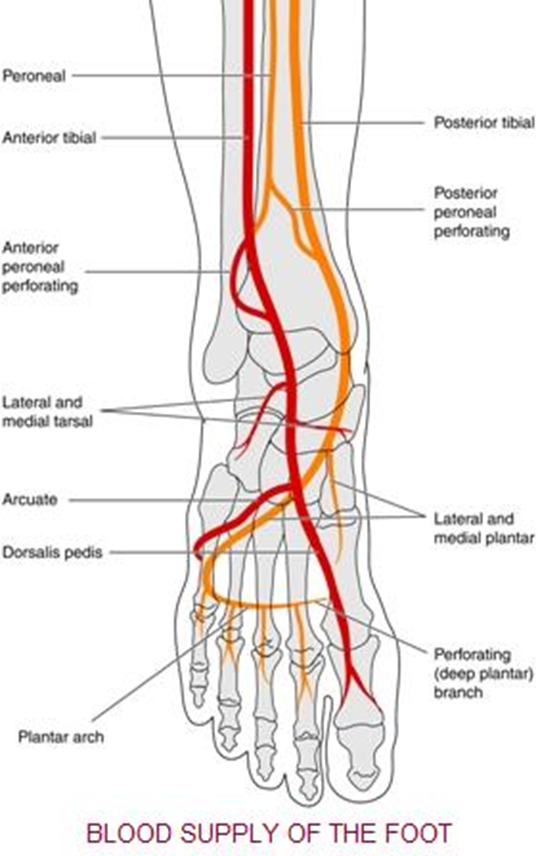 Peroneal
Anterior tibial
Posterior tibial
Posterior
peroneal
perforating
Anterior
peroneal
perforating
Lateral and
medial tarsal
Arcuate
Lateral and
medial plantar
Dorsalis pedis
Perforating
(deep plantar)
branch
Plantar arch
BLOOD SUPPLY OF THE FOOT